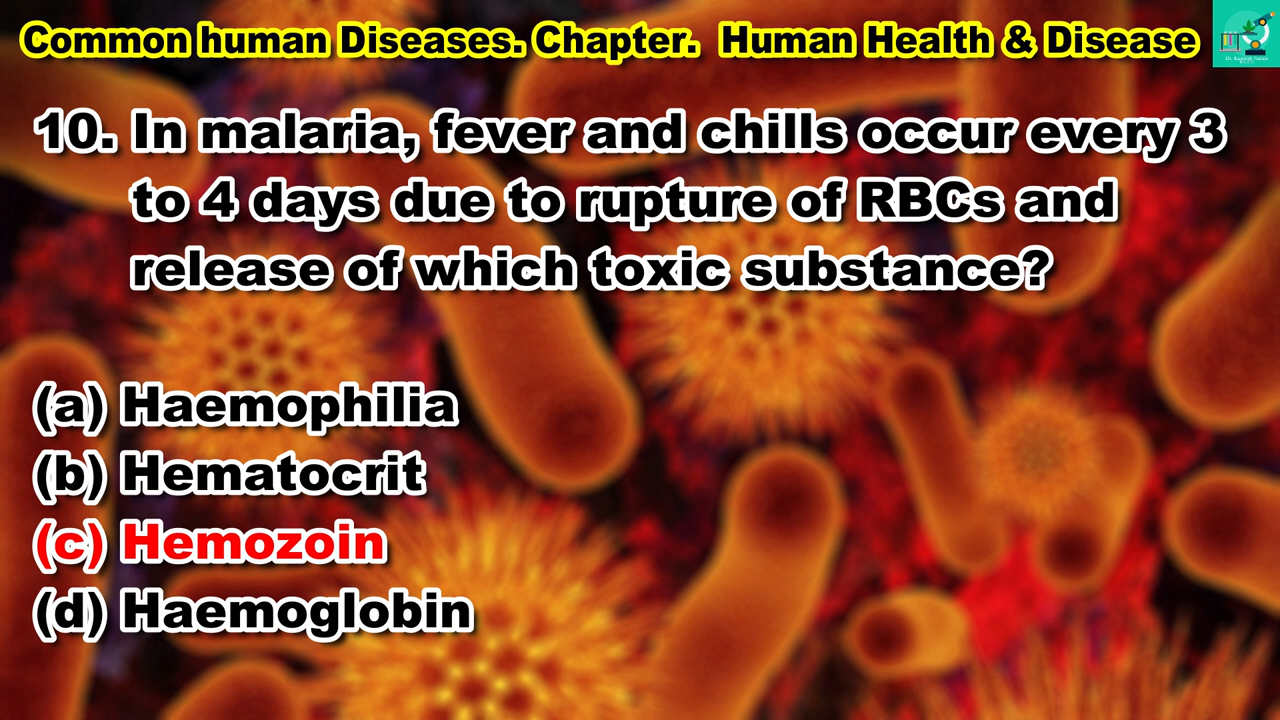 Common human Diseases. Chapter. Human Health & Disease
10. In malaria, fever and chills occur every 3
to 4 days due to rupture of RBCs and
release of which toxic substance?
(a) Haemophilia
(b) Hematocrit
(c) Hemozoin
(d) Haemoglobin